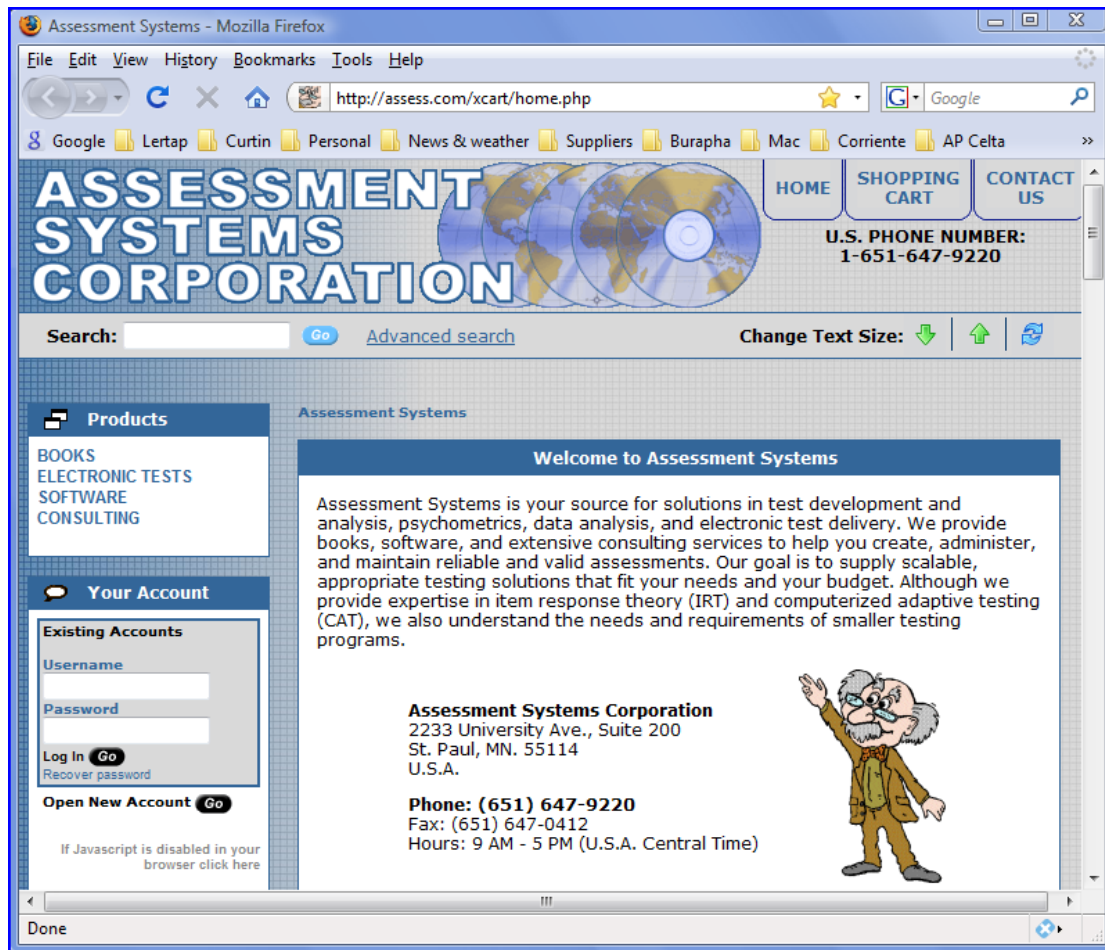 Assessment Systems - Mozilla Firefox
File Edit View History Bookmarks Tools Help
http://assess.com/xcart/home.php
G Google
Google Lertap Curtin Personal News & weather Suppliers Burapha Mac Corriente AP Celta »
ASSESSMENT
SYSTEMS
CORPORATION
HOME
SHOPPING
CART
CONTACT
US
U.S. PHONE NUMBER:
1-651-647-9220
Search: Go Advanced search Change Text Size:
Products
BOOKS
ELECTRONIC TESTS
SOFTWARE
CONSULTING
Your Account
Existing Accounts
Username
Password
Log In Go
Recover password
Open New Account Go
If Javascript is disabled in your
browser click here
Assessment Systems
Welcome to Assessment Systems
Assessment Systems is your source for solutions in test development and
analysis, psychometrics, data analysis, and electronic test delivery. We provide
books, software, and extensive consulting services to help you create, administer,
and maintain reliable and valid assessments. Our goal is to supply scalable,
appropriate testing solutions that fit your needs and your budget. Although we
provide expertise in item response theory (IRT) and computerized adaptive testing
(CAT), we also understand the needs and requirements of smaller testing
programs.
Assessment Systems Corporation
2233 University Ave., Suite 200
St. Paul, MN. 55114
U.S.A.
Phone: (651) 647-9220
Fax: (651) 647-0412
Hours: 9 AM - 5 PM (U.S.A. Central Time)
Done